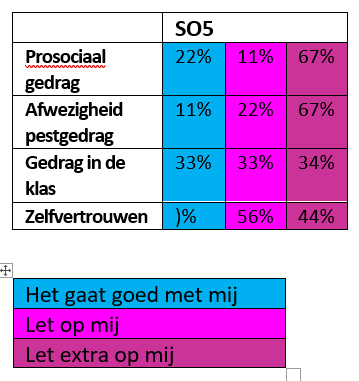 SO5
Prosociaal 22% 11% 67%
gedrag
Afwezigheid 11% 22% 67%
pestgedrag
Gedrag in de 33% 33% 34%
klas
Zelfvertrouwen )% 56% 44%
Het gaat goed met mij
Let op mij
Let extra op mij